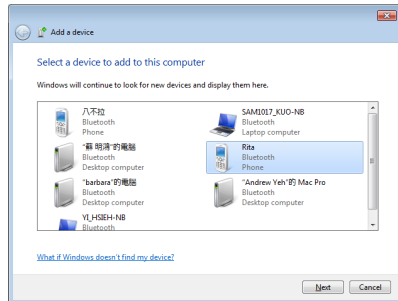 Add a device
Select a device to add to this computer
Windows will continue to look for new devices and display them here.
八不拉
Bluetooth
Phone
SAM1017_KUO-NB
Bluetooth
Laptop computer
"蘇 明鴻"的電腦
Bluetooth
Desktop computer
Rita
Bluetooth
Phone
"barbara"的電腦
Bluetooth
Desktop computer
"Andrew Yeh"的 Mac Pro
Bluetooth
Desktop computer
YI_HSIEH-NB
Bluetooth
What if Windows doesn't find my device?
Next
Cancel